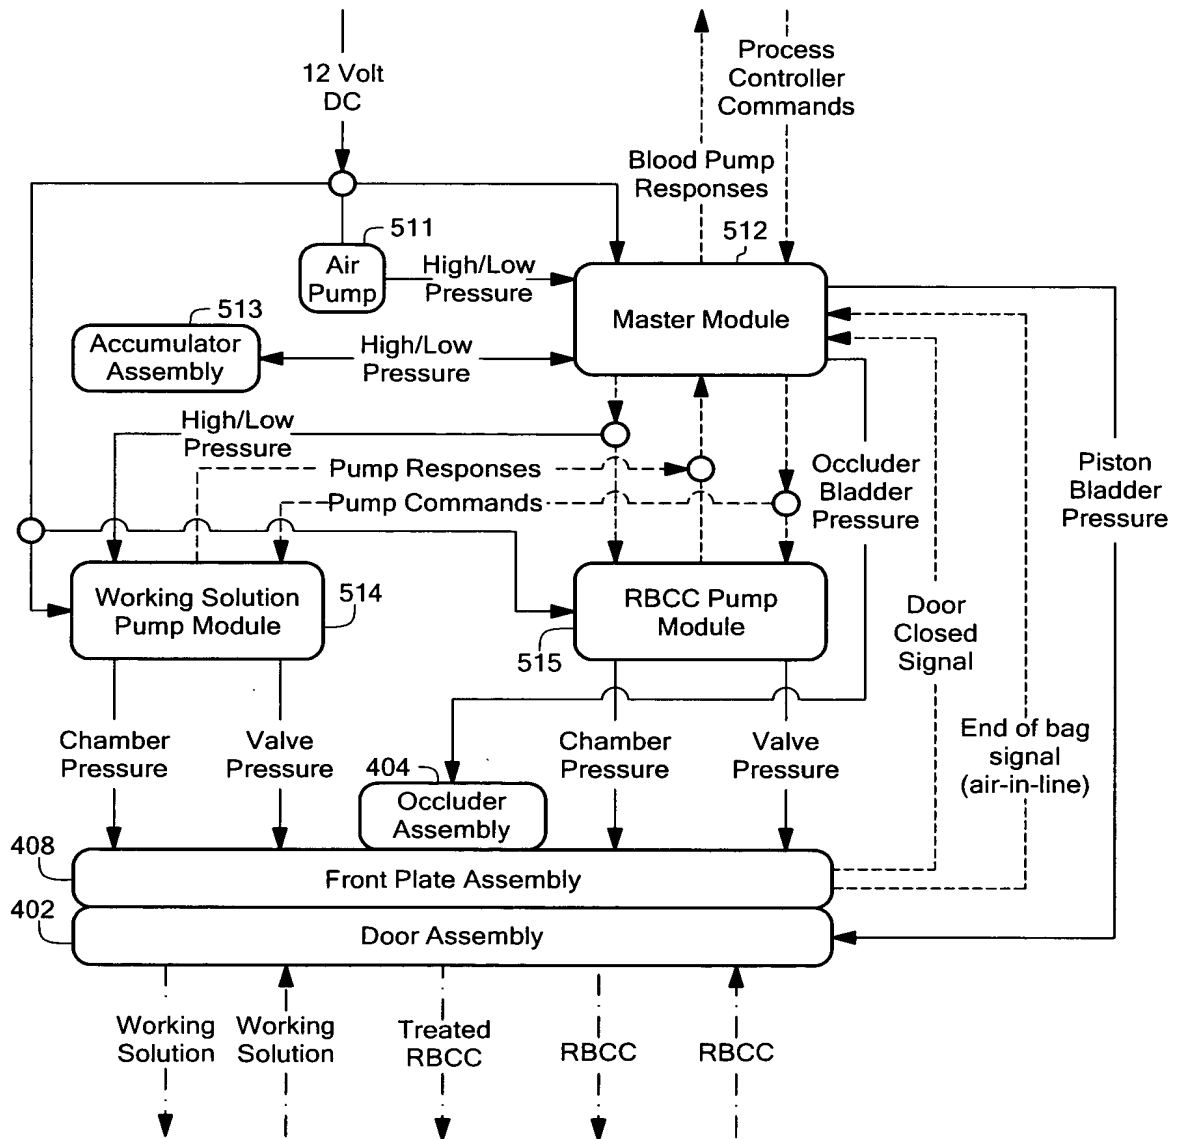 12 Volt
DC
Process
Controller
Commands
Blood Pump
Responses
511
512
Air
Pump
High/Low
Pressure
Master Module
513
Accumulator
Assembly
High/Low
Pressure
High/Low
Pressure
Pump Responses
Pump Commands
Occluder
Bladder
Pressure
Piston
Bladder
Pressure
Working Solution
Pump Module
514
RBCC Pump
Module
515
Door
Closed
Signal
Chamber
Pressure
Valve
Pressure
Chamber
Pressure
Valve
Pressure
End of bag
signal
(air-in-line)
404
Occluder
Assembly
408
Front Plate Assembly
402
Door Assembly
Working
Solution
Working
Solution
Treated
RBCC
RBCC
RBCC